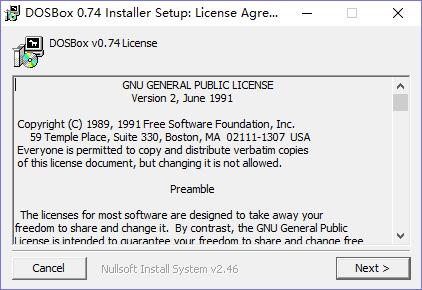 DOSBox 0.74 Installer Setup: License Agre...
DOSBox v0.74 License
GNU GENERAL PUBLIC LICENSE
Version 2, June 1991
Copyright (C) 1989, 1991 Free Software Foundation, Inc.
59 Temple Place, Suite 330, Boston, MA 02111-1307 USA
Everyone is permitted to copy and distribute verbatim copies
of this license document, but changing it is not allowed.
Preamble
The licenses for most software are designed to take away your
freedom to share and change it. By contrast, the GNU General Public
License is intended to guarantee your freedom to share and change free
Cancel
Nullsoft Install System v2.46
Next >